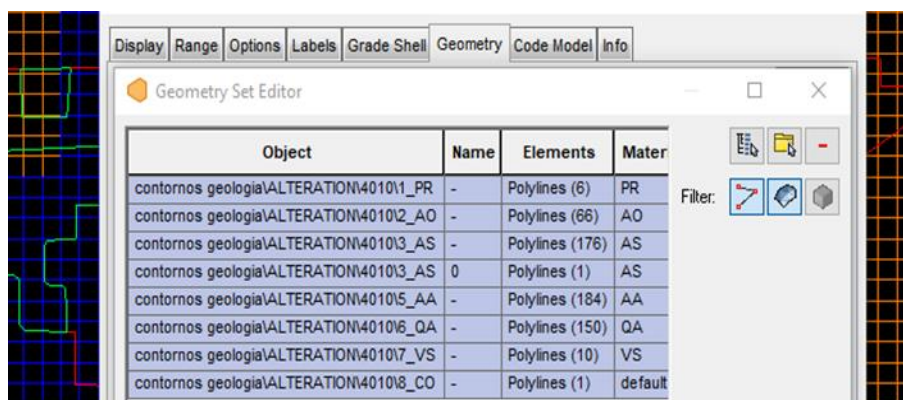 Display Range Options Labels Grade Shell Geometry Code Model Info
Geometry Set Editor
Object Name Elements Mater
contornos geologia\ALTERATION\4010\1_PR - Polylines (6) PR
Filter:
contornos geologia\ALTERATION\4010\2_AO - Polylines (66) AO
contornos geologia\ALTERATION\4010\3_AS - Polylines (176) AS
contornos geologia\ALTERATION\4010\3_AS 0 Polylines (1) AS
contornos geologia\ALTERATION\4010\5_AA - Polylines (184) AA
contornos geologia\ALTERATION\4010\6_QA - Polylines (150) QA
contornos geologia\ALTERATION\4010\7_VS - Polylines (10) VS
contornos geologia\ALTERATION\4010\8_CO - Polylines (1) default